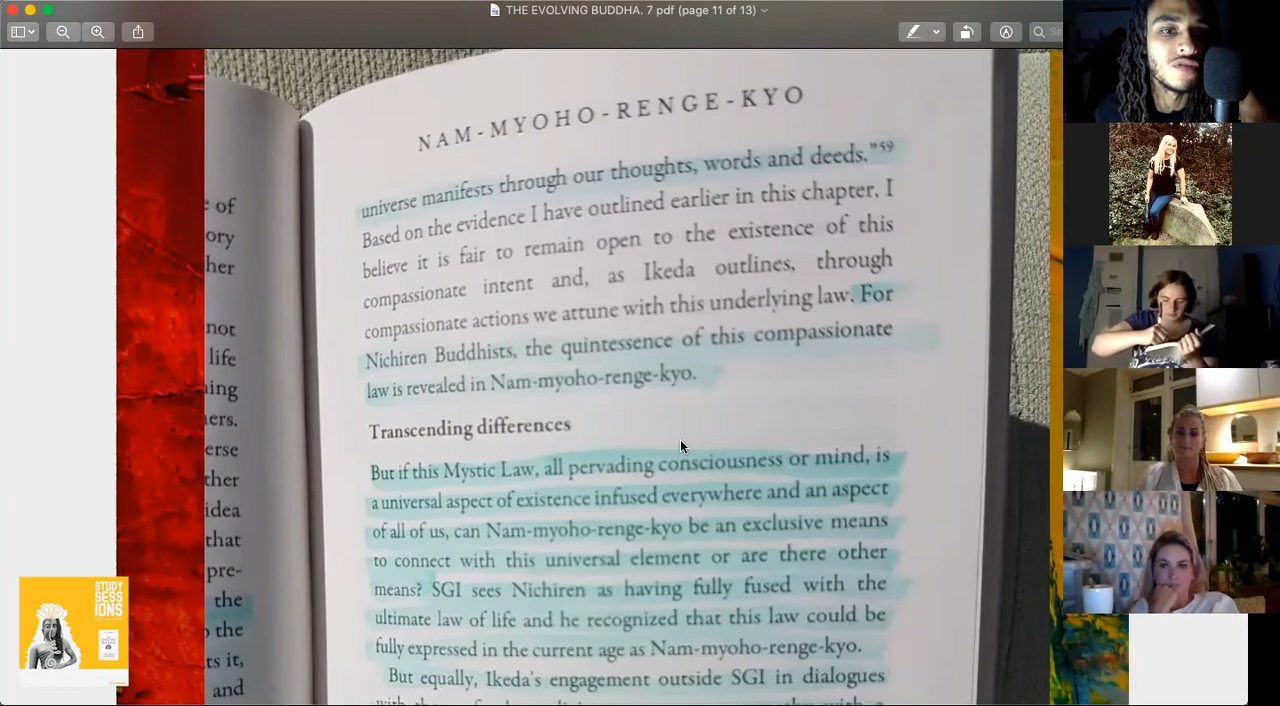 THE EVOLVING BUDDHA. 7 pdf (page 11 of 13)
NAM-MYOHO-RENGE-KYO
universe manifests through our thoughts, words and deeds."59
Based on the evidence I have outlined earlier in this chapter, I
believe it is fair to remain open to the existence of this
compassionate intent and, as Ikeda outlines, through
compassionate actions we attune with this underlying law. For
Nichiren Buddhists, the quintessence of this compassionate
law is revealed in Nam-myoho-renge-kyo.
Transcending differences
But if this Mystic Law, all pervading consciousness or mind, is
a universal aspect of existence infused everywhere and an aspect
of all of us, can Nam-myoho-renge-kyo be an exclusive means
to connect with this universal element or are there other
means? SGI sees Nichiren as having fully fused with the
ultimate law of life and he recognized that this law could be
fully expressed in the current age as Nam-myoho-renge-kyo.
But equally, Ikeda's engagement outside SGI in dialogues
of
ory
her
not
life
ing
ers.
erse
ther
idea
that
pre-
the
o the
ts it,
and
STUDY
SESS
IONS